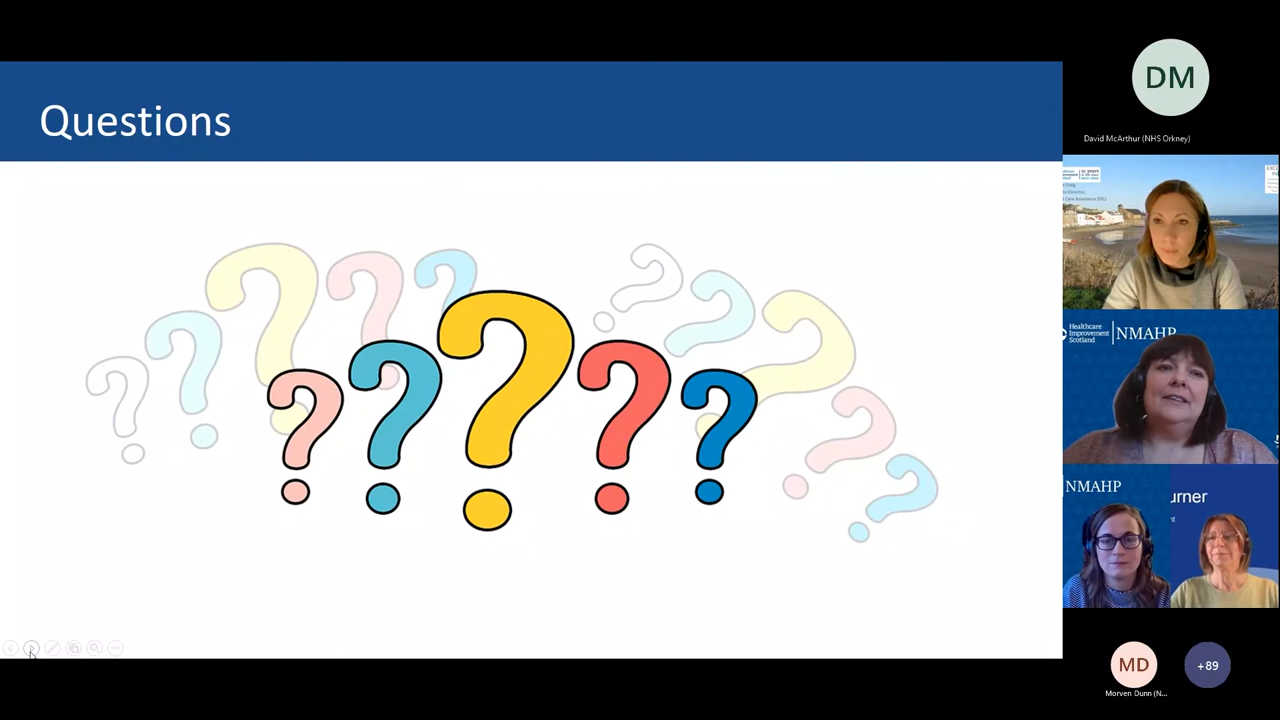 Questions
DM
David McArthur (NHS Orkney)
Healthcare
Improvement
Scotland
NMAHP
NMAHP
urner
MD
Morven Dunn (N...
+89